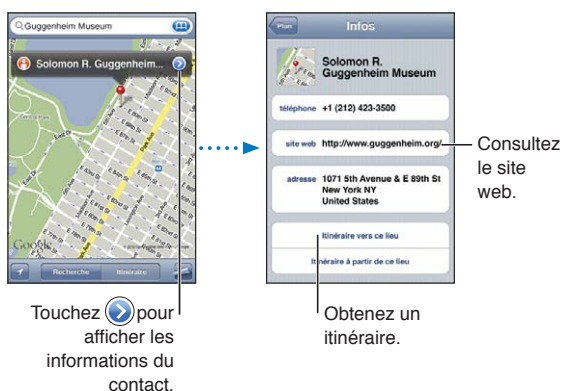 Guggenheim Museum
Solomon R. Guggenheim...
Google
Recherche
Itinéraire
Touchez pour
afficher les
informations du
contact.
Plan
Infos
Solomon R.
Guggenheim Museum
téléphone +1 (212) 423-3500
site web http://www.guggenheim.org/
adresse 1071 5th Avenue & E 89th St
New York NY
United States
Itinéraire vers ce lieu
Itinéraire à partir de ce lieu
Consultez
le site
web.
Obtenez un
itinéraire.